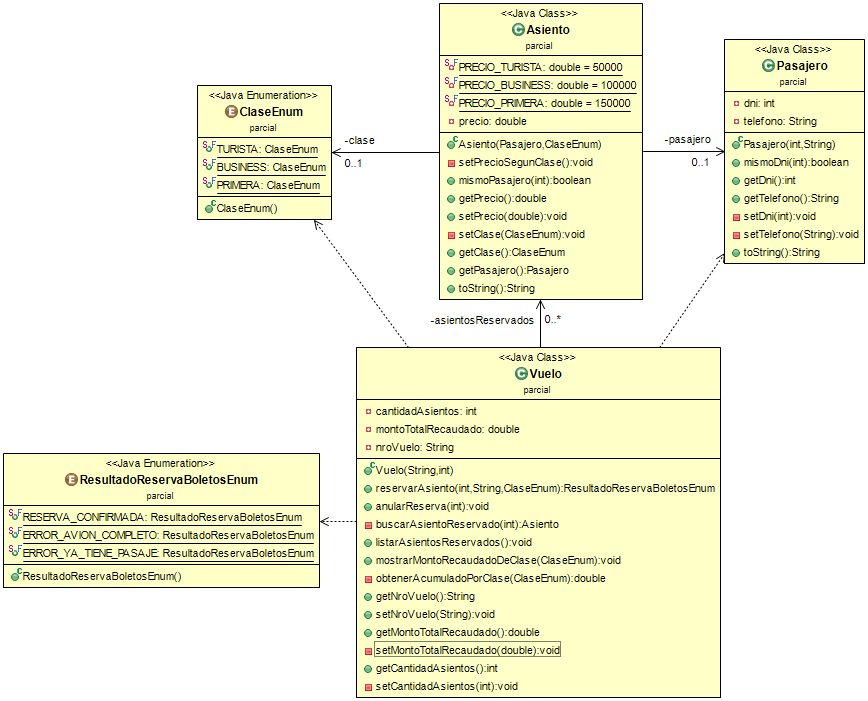 <<Java Class>>
Asiento
parcial
PRECIO_TURISTA: double = 50000
PRECIO_BUSINESS: double = 100000
PRECIO_PRIMERA: double = 150000
precio: double
Asiento(Pasajero,ClaseEnum)
setPrecioSegunClase():void
mismoPasajero(int):boolean
getPrecio():double
setPrecio(double):void
setClase(ClaseEnum):void
getClase():ClaseEnum
getPasajero():Pasajero
toString():String
<<Java Class>>
Pasajero
parcial
dni: int
telefono: String
Pasajero(int,String)
mismoDni(int):boolean
getDni():int
getTelefono():String
setDni(int):void
setTelefono(String):void
toString():String
<<Java Enumeration>>
ClaseEnum
parcial
TURISTA: ClaseEnum
BUSINESS: ClaseEnum
PRIMERA: ClaseEnum
ClaseEnum()
-clase
0..1
-pasajero
0..1
-asientosReservados
0..*
<<Java Class>>
Vuelo
parcial
cantidadAsientos: int
montoTotalRecaudado: double
nroVuelo: String
Vuelo(String,int)
reservarAsiento(int,String,ClaseEnum):ResultadoReservaBoletosEnum
anularReserva(int):void
buscarAsientoReservado(int):Asiento
listarAsientosReservados():void
mostrarMontoRecaudadoDeClase(ClaseEnum):void
obtenerAcumuladoPorClase(ClaseEnum):double
getNroVuelo():String
setNroVuelo(String):void
getMontoTotalRecaudado():double
setMontoTotalRecaudado(double):void
getCantidadAsientos():int
setCantidadAsientos(int):void
<<Java Enumeration>>
ResultadoReservaBoletosEnum
parcial
RESERVA_CONFIRMADA: ResultadoReservaBoletosEnum
ERROR_AVION_COMPLETO: ResultadoReservaBoletosEnum
ERROR_YA_TIENE_PASAJE: ResultadoReservaBoletosEnum
ResultadoReservaBoletosEnum()